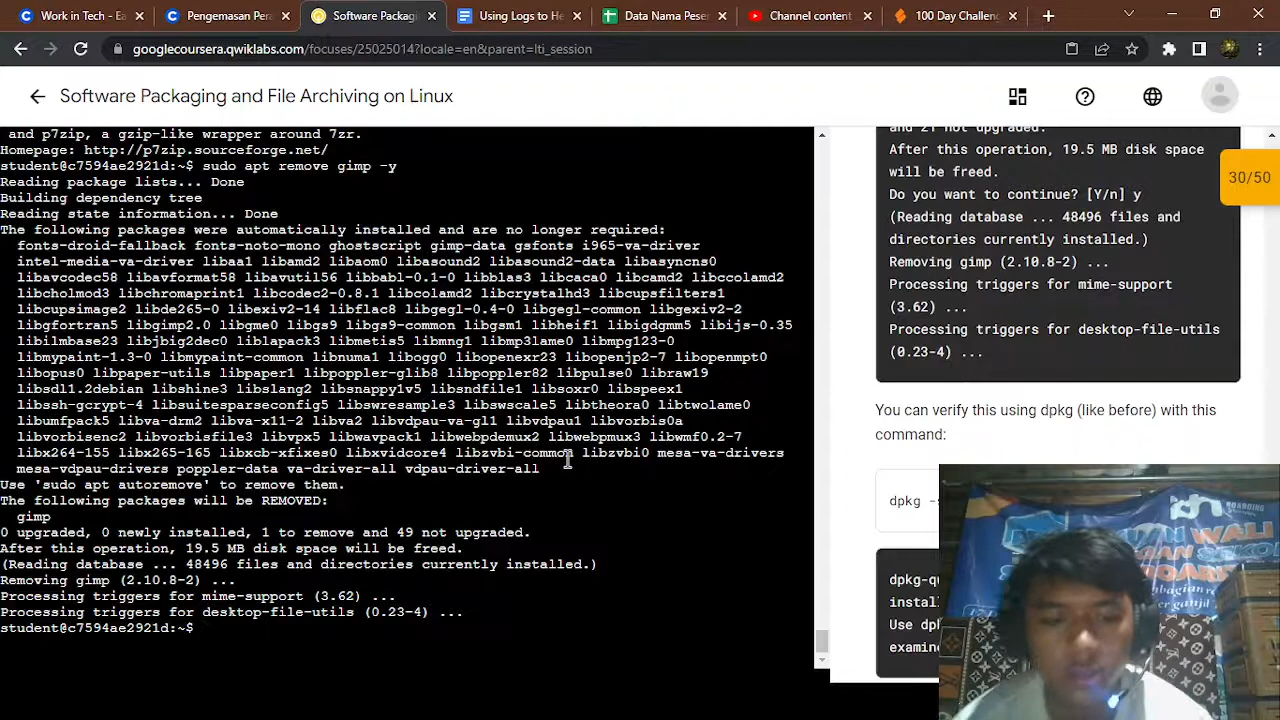 Work in Tech - Ea
Pengemasan Pera
Software Packagi
Using Logs to He
Data Nama Peser
Channel content
100 Day Challeng
googlecoursera.qwiklabs.com/focuses/25025014?locale=en&parent=lti_session
Software Packaging and File Archiving on Linux
and p7zip, a gzip-like wrapper around 7zr.
Homepage: http://p7zip.sourceforge.net/
student@c7594ae2921d:~$ sudo apt remove gimp -y
Reading package lists... Done
Building dependency tree
Reading state information... Done
The following packages were automatically installed and are no longer required:
fonts-droid-fallback fonts-noto-mono ghostscript gimp-data gsfonts i965-va-driver
intel-media-va-driver libaa1 libamd2 libaom0 libasound2 libasound2-data libasyncns0
libavcodec58 libavformat58 libavutil56 libbabl-0.1-0 libblas3 libcaca0 libcamd2 libccolamd2
libcholmod3 libchromaprint1 libcodec2-0.8.1 libcolamd2 libcrystalhd3 libcupsfilters1
libcupsimage2 libde265-0 libexiv2-14 libflac8 libgegl-0.4-0 libgegl-common libgexiv2-2
libgfortran5 libgimp2.0 libgme0 libgs9 libgs9-common libgsm1 libheif1 libigdgmm5 libijs-0.35
libilmbase23 libjbig2dec0 liblapack3 libmetis5 libmng1 libmp3lame0 libmpg123-0
libmypaint-1.3-0 libmypaint-common libnuma1 libogg0 libopenexr23 libopenjp2-7 libopenmpt0
libopus0 libpaper-utils libpaper1 libpoppler-glib8 libpoppler82 libpulse0 libraw19
libsdl1.2debian libshine3 libslang2 libsnappy1v5 libsndfile1 libsoxr0 libspeex1
libssh-gcrypt-4 libsuitesparseconfig5 libswresample3 libswscale5 libtheora0 libtwolame0
libumfpack5 libva-drm2 libva-x11-2 libva2 libvdpau-va-gl1 libvdpau1 libvorbis0a
libvorbisenc2 libvorbisfile3 libvpx5 libwavpack1 libwebpdemux2 libwebpmux3 libwmf0.2-7
libx264-155 libx265-165 libxcb-xfixes0 libxvidcore4 libzvbi-common libzvbi0 mesa-va-drivers
mesa-vdpau-drivers poppler-data va-driver-all vdpau-driver-all
Use 'sudo apt autoremove' to remove them.
The following packages will be REMOVED:
gimp
0 upgraded, 0 newly installed, 1 to remove and 49 not upgraded.
After this operation, 19.5 MB disk space will be freed.
(Reading database ... 48496 files and directories currently installed.)
Removing gimp (2.10.8-2) ...
Processing triggers for mime-support (3.62) ...
Processing triggers for desktop-file-utils (0.23-4) ...
student@c7594ae2921d:~$
and 21 not upgraded.
After this operation, 19.5 MB disk space
will be freed.
Do you want to continue? [Y/n] y
(Reading database ... 48496 files and
directories currently installed.)
Removing gimp (2.10.8-2) ...
Processing triggers for mime-support
(3.62) ...
Processing triggers for desktop-file-utils
(0.23-4) ...
30/50
You can verify this using dpkg (like before) with this
command:
dpkg -s
dpkg-qu
install
Use dpk
examine
idn
BOARDING
WALI